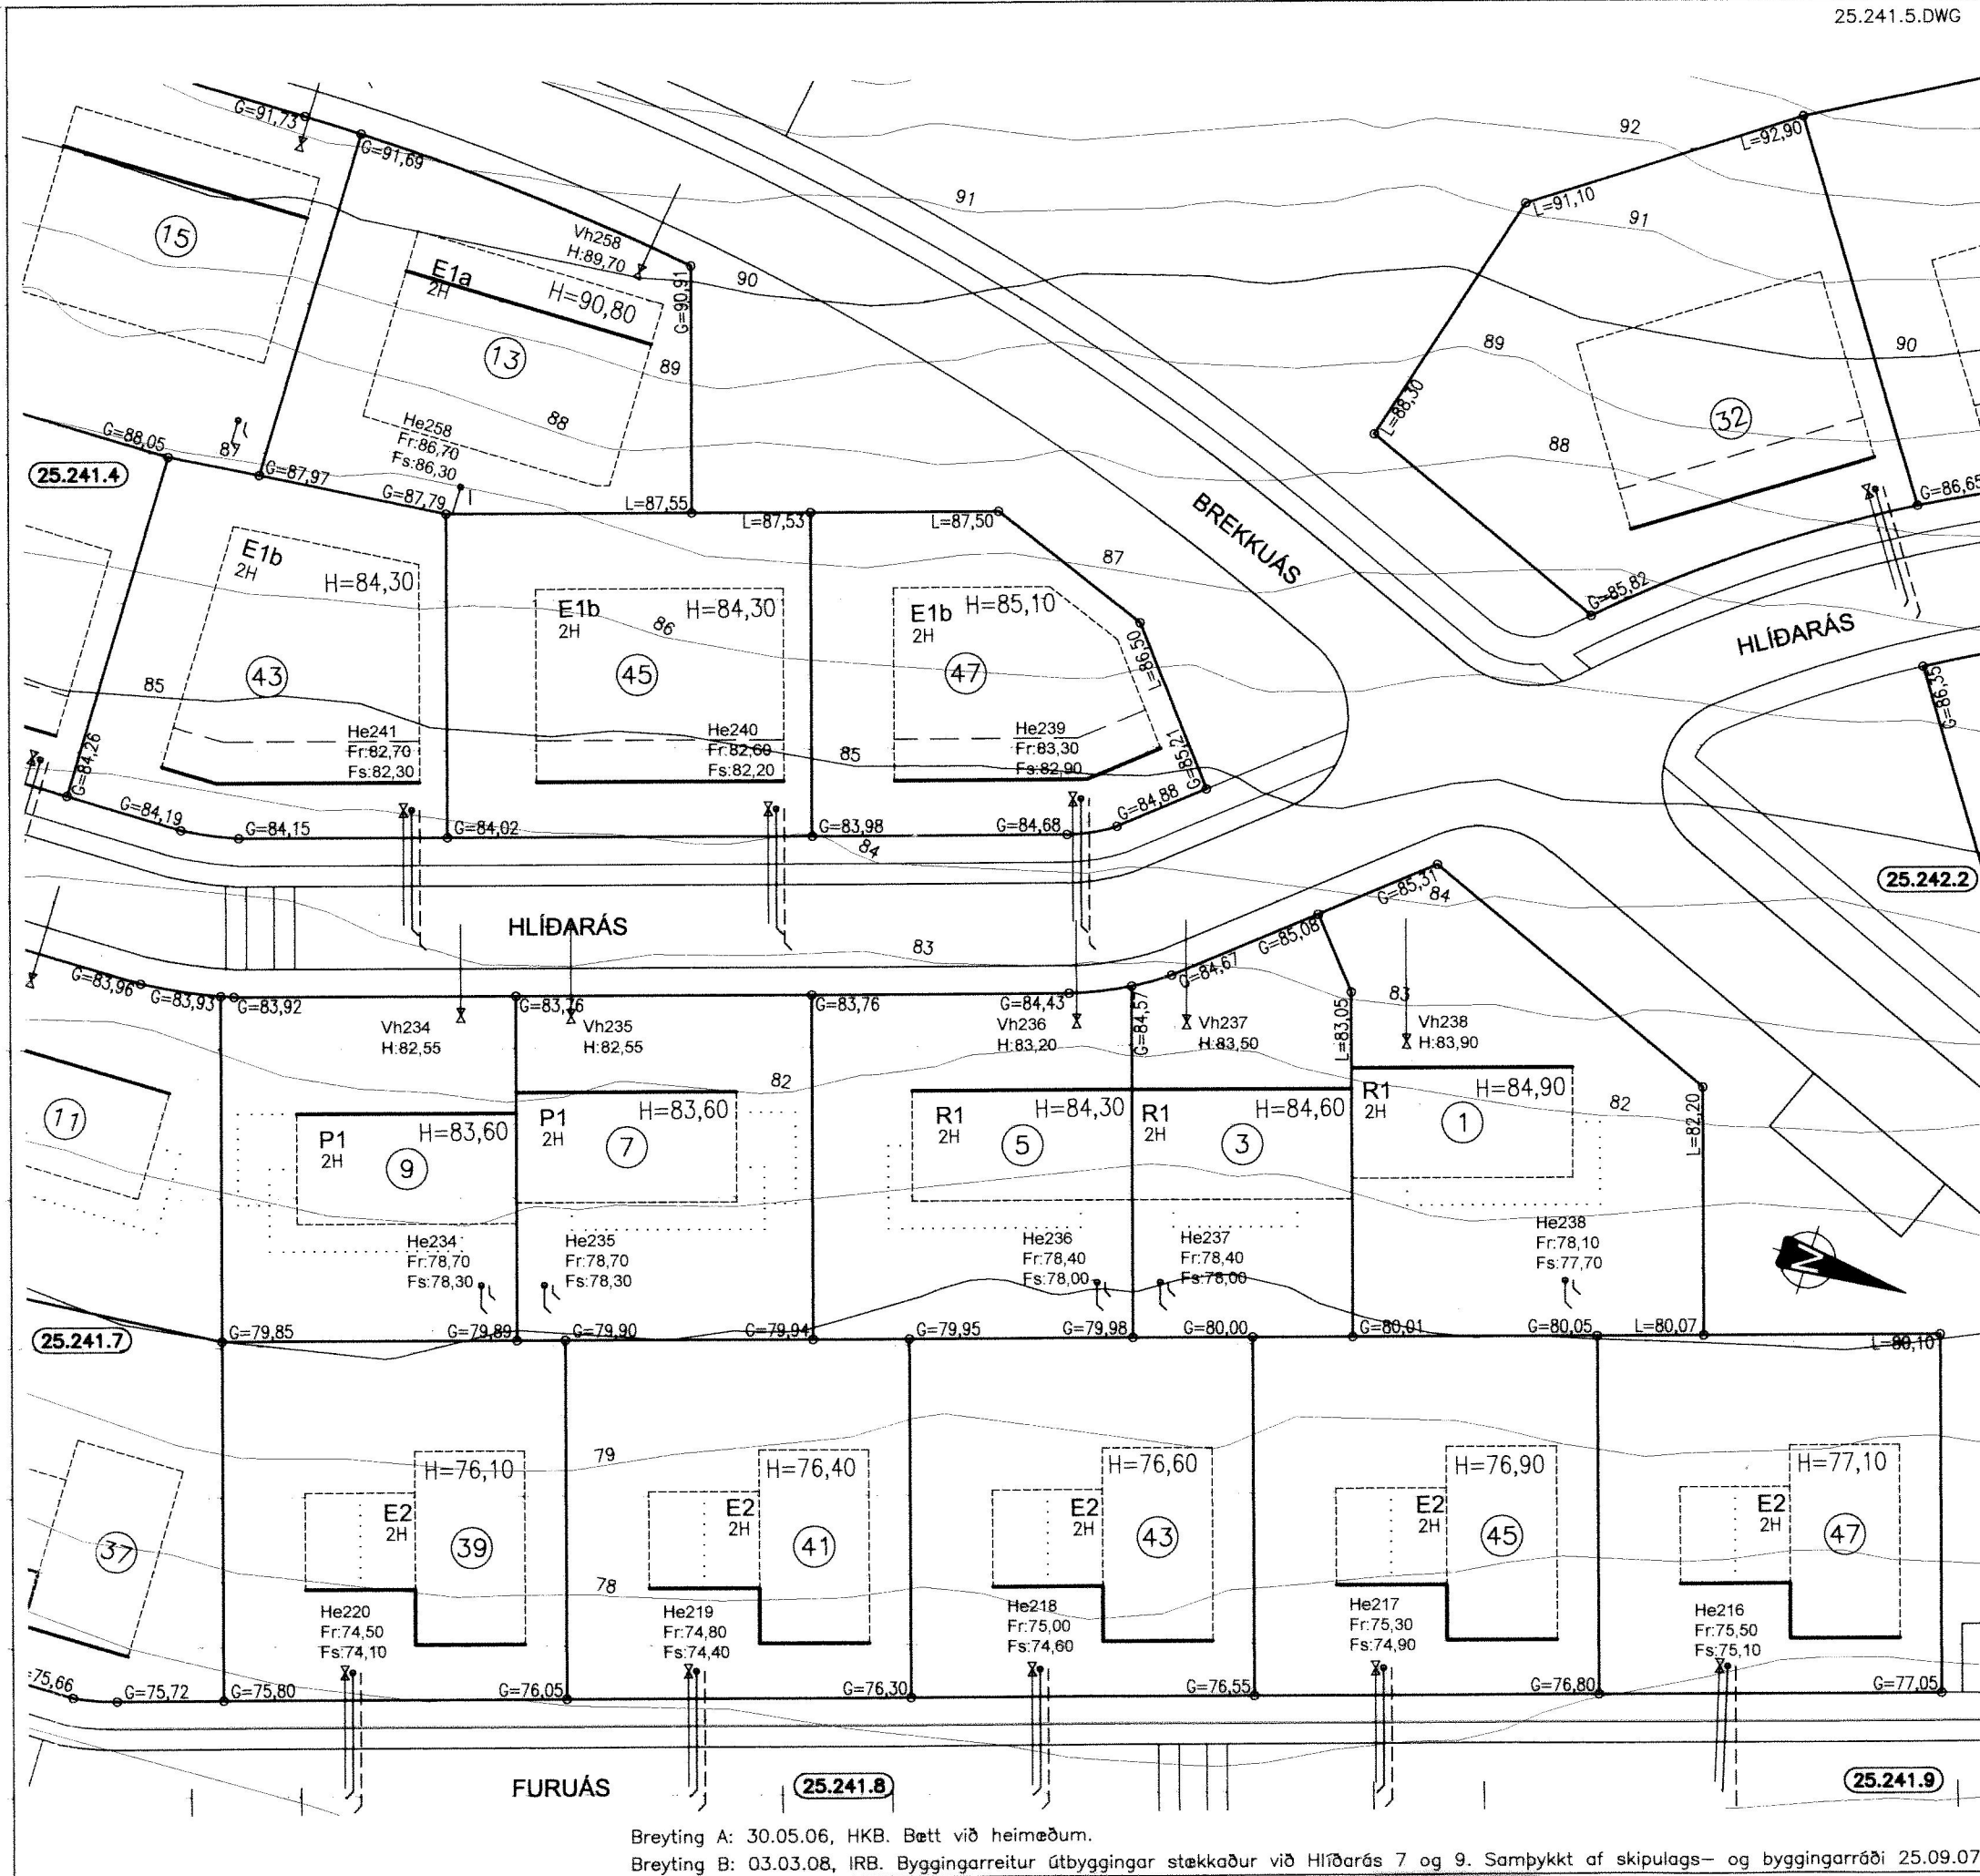 25.241.5.DWG
G=91,73
G=91,69
92
L=92,90
91
L=91,10
91
15
Vh258
H:89,70
E1a
2H
H=90,80
G=90,91
90
13
89
89
90
88
L=88,30
32
He258
Fr:86,70
Fs:86,30
G=88,05
87
88
25.241.4
G=87,97
G=87,79
L=87,55
L=87,53
L=87,50
G=86,65
BREKKUÁS
87
E1b
2H
H=84,30
E1b
2H
H=84,30
E1b
2H
H=85,10
86
L=86,50
G=85,82
HLÍÐARÁS
43
45
47
85
G=86,35
He241
Fr:82,70
Fs:82,30
He240
Fr:82,60
Fs:82,20
85
He239
Fr:83,30
Fs:82,90
G=85,21
G=84,26
G=84,19
G=84,15
G=84,02
G=83,98
84
G=84,68
G=84,88
G=85,31
84
25.242.2
HLÍÐARÁS
83
G=85,08
G=84,67
G=83,96
G=83,93
G=83,92
G=83,76
G=83,76
G=84,43
G=84,57
L=83,05
83
Vh234
H:82,55
Vh235
H:82,55
Vh236
H:83,20
Vh237
H:83,50
Vh238
H:83,90
82
82
L=82,20
11
P1
2H
H=83,60
9
P1
2H
H=83,60
7
R1
2H
H=84,30
5
R1
2H
H=84,60
3
R1
2H
H=84,90
1
He234
Fr:78,70
Fs:78,30
He235
Fr:78,70
Fs:78,30
He236
Fr:78,40
Fs:78,00
He237
Fr:78,40
Fs:78,00
He238
Fr:78,10
Fs:77,70
N
25.241.7
G=79,85
G=79,89
G=79,90
G=79,94
G=79,95
G=79,98
G=80,00
G=80,01
G=80,05
L=80,07
L=80,10
79
H=76,10
H=76,40
H=76,60
H=76,90
H=77,10
E2
2H
E2
2H
E2
2H
E2
2H
E2
2H
37
39
41
43
45
47
78
He220
Fr:74,50
Fs:74,10
He219
Fr:74,80
Fs:74,40
He218
Fr:75,00
Fs:74,60
He217
Fr:75,30
Fs:74,90
He216
Fr:75,50
Fs:75,10
=75,66
G=75,72
G=75,80
G=76,05
G=76,30
G=76,55
G=76,80
G=77,05
FURUÁS
25.241.8
25.241.9
Breyting A: 30.05.06, HKB. Bætt við heimæðum.
Breyting B: 03.03.08, IRB. Byggingarreitur útbyggingar stækkaður við Hlíðarás 7 og 9. Samþykkt af skipulags- og byggingarráði 25.09.07